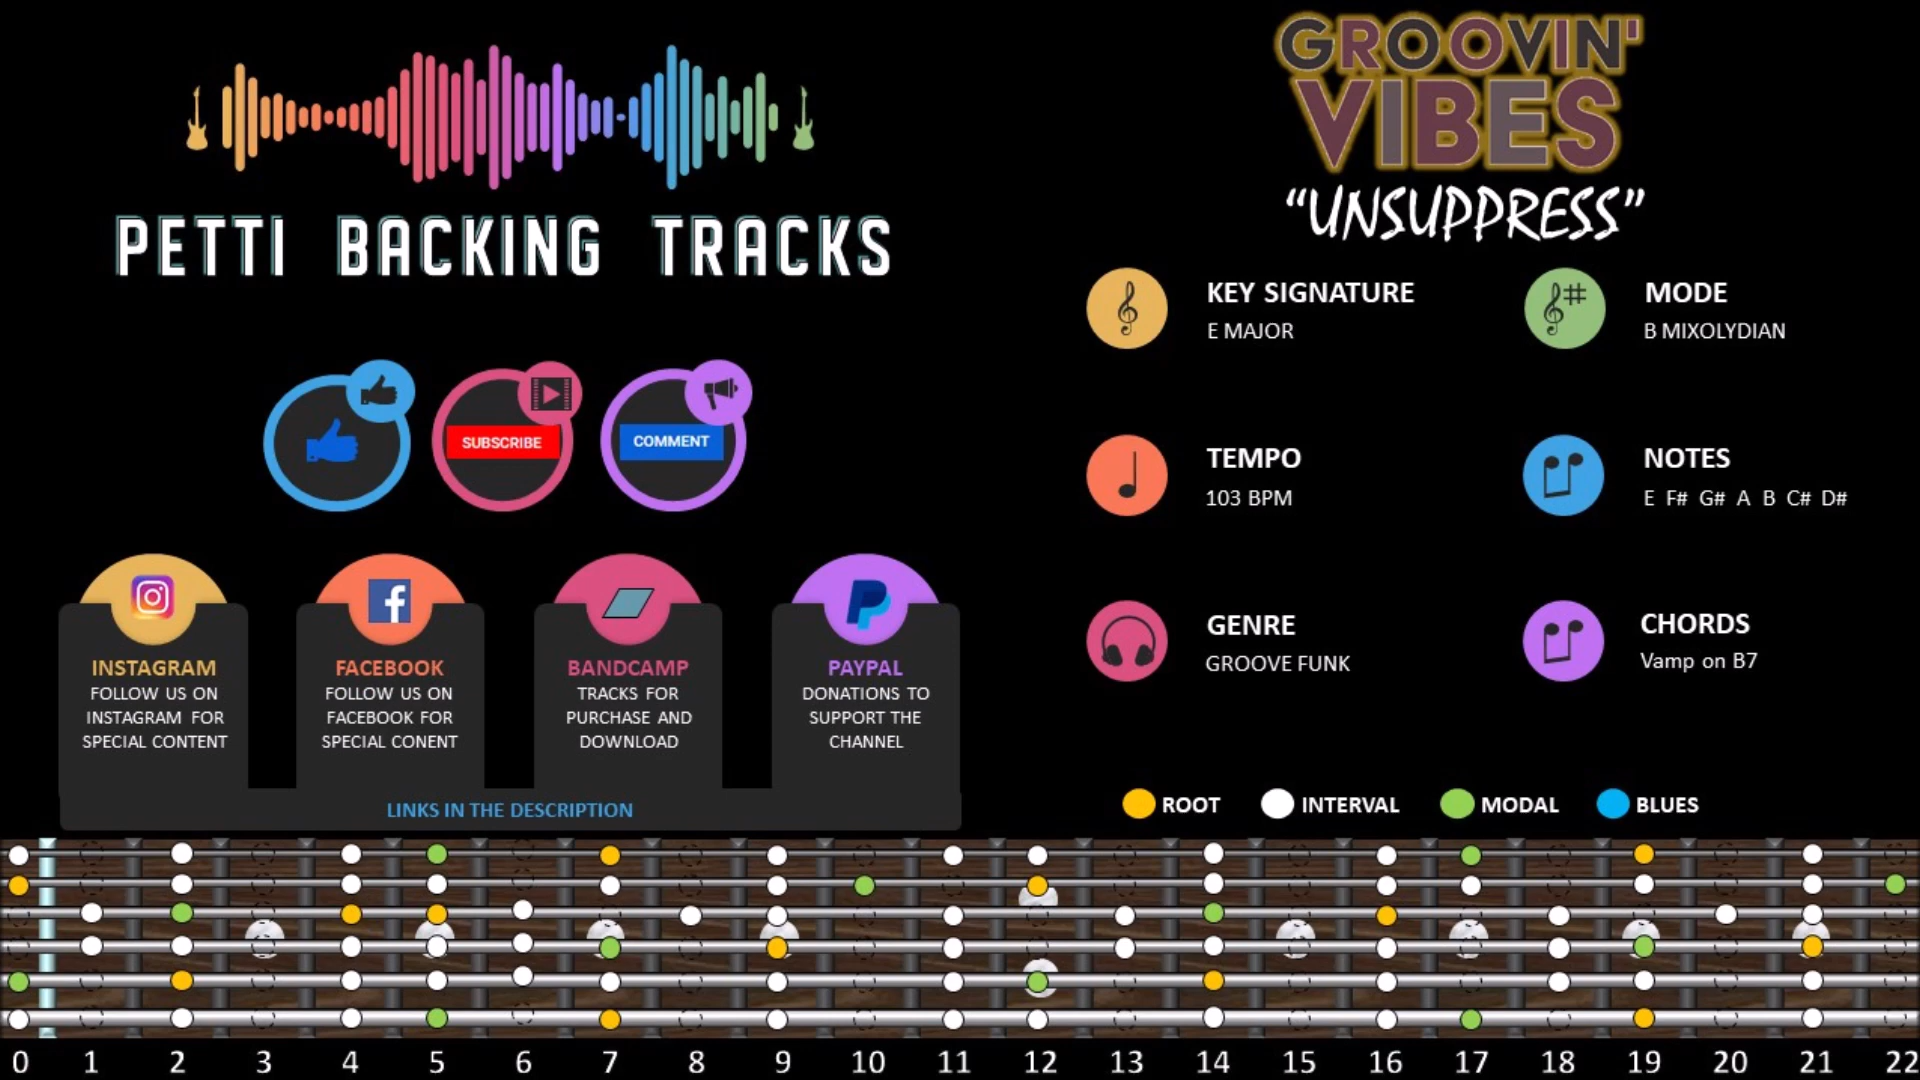 GROOVIN'
VIBES
"UNSUPPRESS"
PETTI BACKING TRACKS
KEY SIGNATURE
E MAJOR
MODE
B MIXOLYDIAN
SUBSCRIBE
COMMENT
TEMPO
103 BPM
NOTES
E F# G# A B C# D#
GENRE
GROOVE FUNK
CHORDS
Vamp on B7
INSTAGRAM
FOLLOW US ON
INSTAGRAM FOR
SPECIAL CONTENT
FACEBOOK
FOLLOW US ON
FACEBOOK FOR
SPECIAL CONENT
BANDCAMP
TRACKS FOR
PURCHASE AND
DOWNLOAD
PAYPAL
DONATIONS TO
SUPPORT THE
CHANNEL
LINKS IN THE DESCRIPTION
ROOT INTERVAL MODAL BLUES
0 1 2 3 4 5 6 7 8 9 10 11 12 13 14 15 16 17 18 19 20 21 22